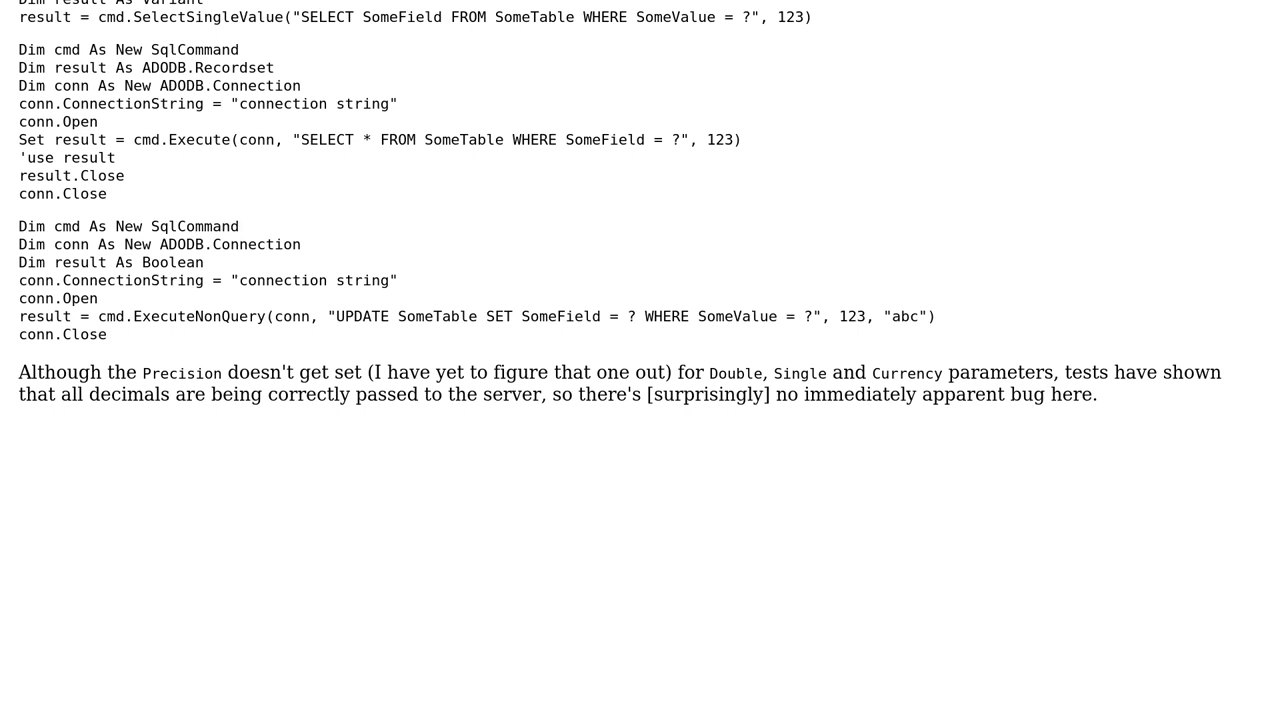 Dim result As Variant
result = cmd.SelectSingleValue("SELECT SomeField FROM SomeTable WHERE SomeValue = ?", 123)
Dim cmd As New SqlCommand
Dim result As ADODB.Recordset
Dim conn As New ADODB.Connection
conn.ConnectionString = "connection string"
conn.Open
Set result = cmd.Execute(conn, "SELECT * FROM SomeTable WHERE SomeField = ?", 123)
'use result
result.Close
conn.Close
Dim cmd As New SqlCommand
Dim conn As New ADODB.Connection
Dim result As Boolean
conn.ConnectionString = "connection string"
conn.Open
result = cmd.ExecuteNonQuery(conn, "UPDATE SomeTable SET SomeField = ? WHERE SomeValue = ?", 123, "abc")
conn.Close
Although the Precision doesn't get set (I have yet to figure that one out) for Double, Single and Currency parameters, tests have shown
that all decimals are being correctly passed to the server, so there's [surprisingly] no immediately apparent bug here.